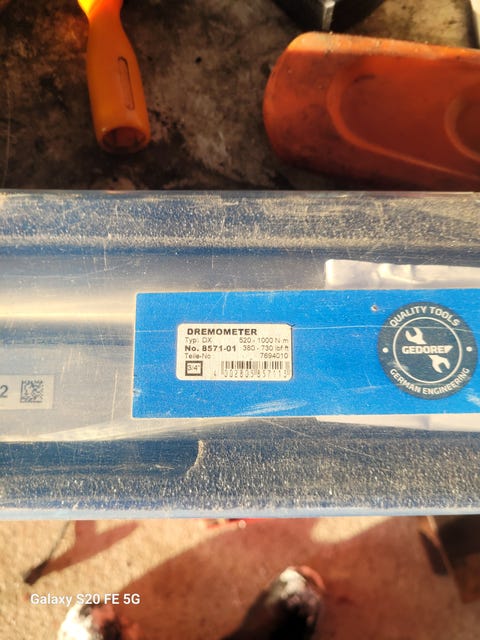 DREMOMETER
Typ: DX 520 - 1000 N·m
No. 8571-01 380 - 730 lbf·ft
Teile-No 7694010
3/4"
QUALITY TOOLS
GEDORE
GERMAN ENGINEERING
2
Galaxy S20 FE 5G